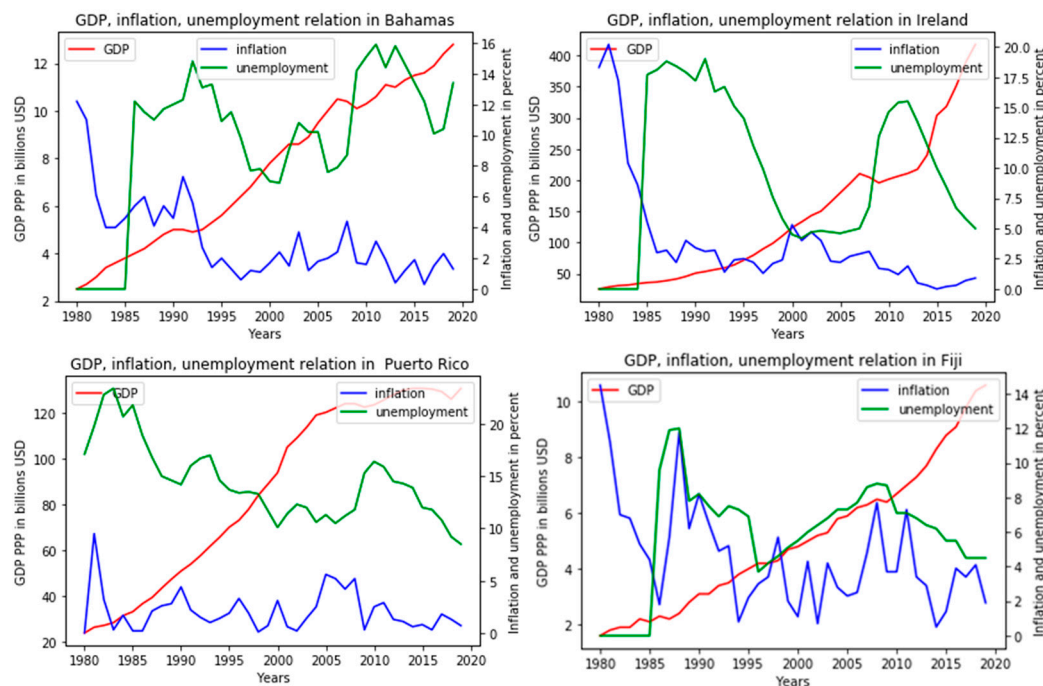 GDP, inflation, unemployment relation in Bahamas
GDP
inflation
unemployment
GDP PPP in billions USD
12
10
8
6
4
2
Inflation and unemployment in percent
16
14
12
10
8
6
4
2
0
1980 1985 1990 1995 2000 2005 2010 2015 2020
Years
GDP, inflation, unemployment relation in Ireland
GDP
inflation
unemployment
GDP PPP in billions USD
400
350
300
250
200
150
100
50
Inflation and unemployment in percent
20.0
17.5
15.0
12.5
10.0
7.5
5.0
2.5
0.0
1980 1985 1990 1995 2000 2005 2010 2015 2020
Years
GDP, inflation, unemployment relation in Puerto Rico
GDP
inflation
unemployment
GDP PPP in billions USD
120
100
80
60
40
20
Inflation and unemployment in percent
20
15
10
5
0
1980 1985 1990 1995 2000 2005 2010 2015 2020
Years
GDP, inflation, unemployment relation in Fiji
GDP
inflation
unemployment
GDP PPP in billions USD
10
8
6
4
2
Inflation and unemployment in percent
14
12
10
8
6
4
2
0
1980 1985 1990 1995 2000 2005 2010 2015 2020
Years